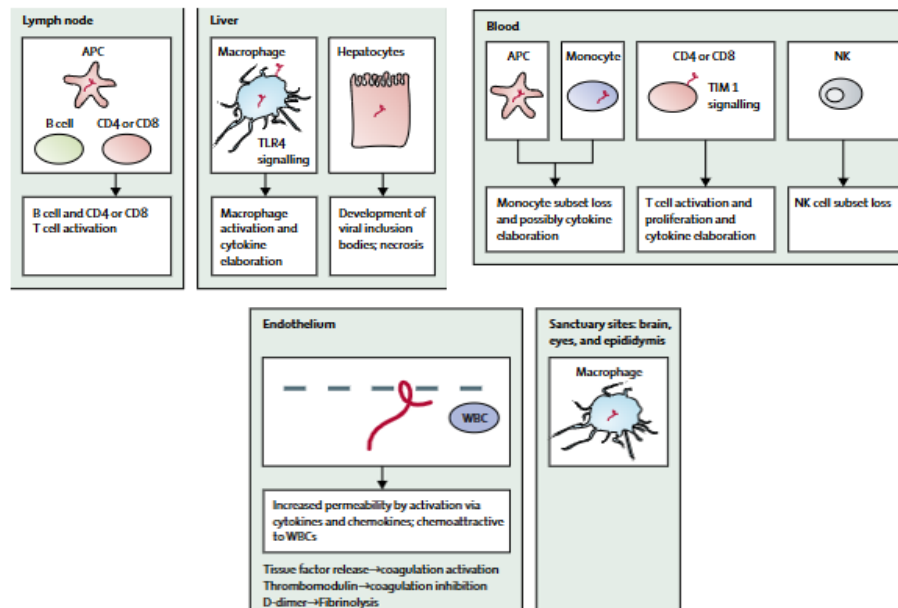 Lymph node
APC
B cell
CD4 or CD8
B cell and CD4 or CD8
T cell activation
Liver
Macrophage
TLR4
signalling
Macrophage
activation and
cytokine
elaboration
Hepatocytes
Development of
viral inclusion
bodies; necrosis
Blood
APC
Monocyte
Monocyte subset loss
and possibly cytokine
elaboration
CD4 or CD8
TIM 1
signalling
T cell activation and
proliferation and
cytokine elaboration
NK
NK cell subset loss
Endothelium
WBC
Increased permeability by activation via
cytokines and chemokines; chemoattractive
to WBCs
Tissue factor release→coagulation activation
Thrombomodulin→coagulation inhibition
D-dimer→Fibrinolysis
Sanctuary sites: brain,
eyes, and epididymis
Macrophage